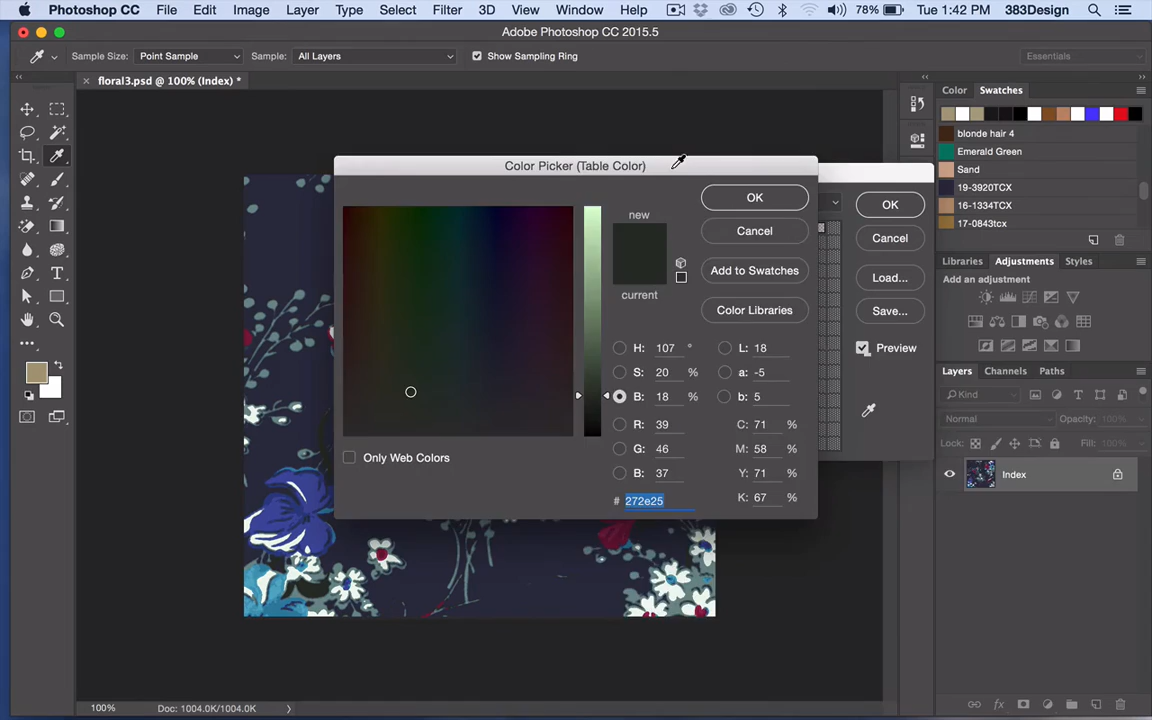 Photoshop CC File Edit Image Layer Type Select Filter 3D View Window Help 78% Tue 1:42 PM 383Design
Adobe Photoshop CC 2015.5
Sample Size: Point Sample Sample: All Layers Show Sampling Ring Essentials
× floral3.psd @ 100% (Index) *
Color Swatches
blonde hair 4
Emerald Green
Sand
19-3920TCX
16-1334TCX
17-0843tcx
Color Picker (Table Color)
new
current
OK
Cancel
Add to Swatches
Color Libraries
H: 107 ° L: 18
S: 20 % a: -5
B: 18 % b: 5
R: 39 C: 71 %
G: 46 M: 58 %
B: 37 Y: 71 %
# 272e25 K: 67 %
Only Web Colors
OK
Cancel
Load...
Save...
Preview
Libraries Adjustments Styles
Add an adjustment
Layers Channels Paths
Kind
Normal Opacity: 100%
Lock: Fill: 100%
Index
T
100% Doc: 1004.0K/1004.0K
fx